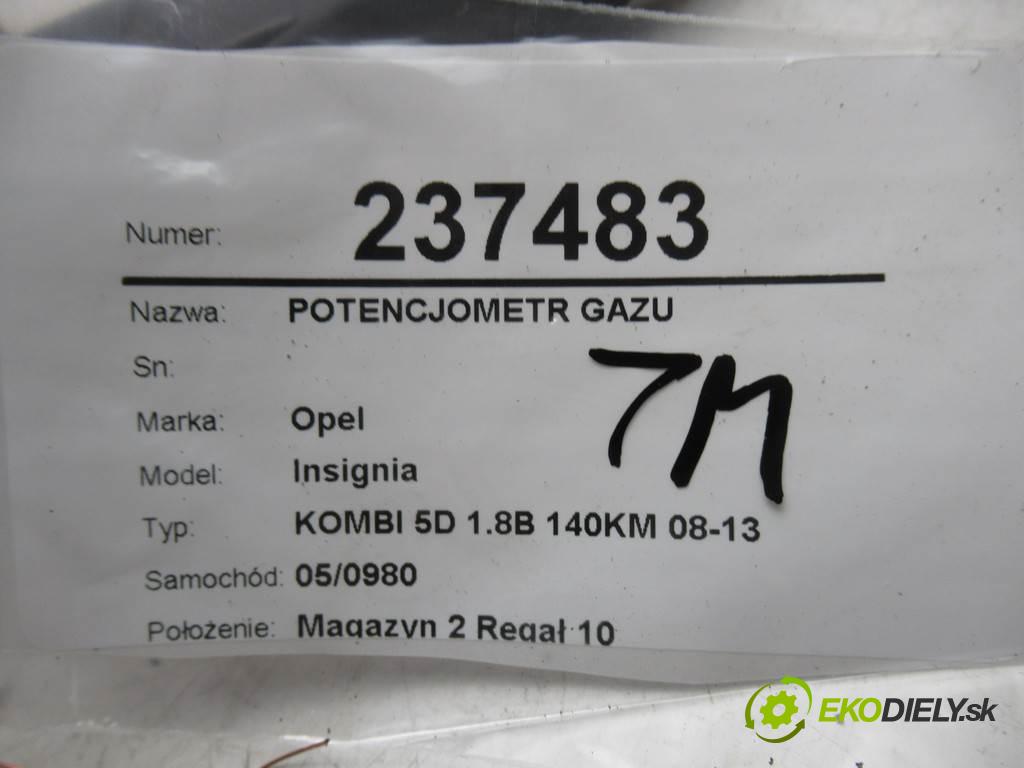 Numer: 237483
Nazwa: POTENCJOMETR GAZU
Sn:
7M
Marka: Opel
Model: Insignia
Typ: KOMBI 5D 1.8B 140KM 08-13
Samochód: 05/0980
Położenie: Magazyn 2 Regał 10
EKODIELY.sk